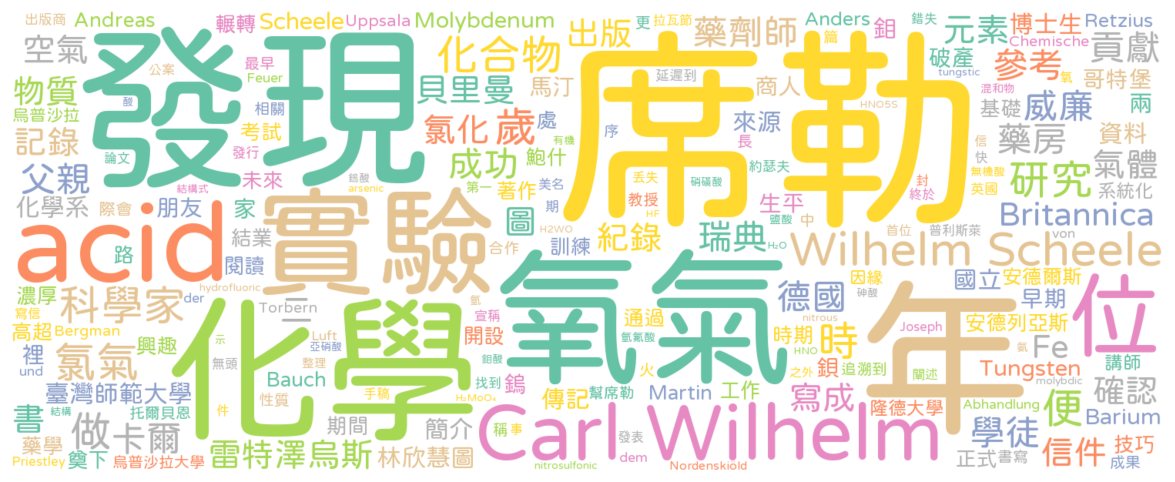 出版商 Andreas 輾轉 Scheele Uppsala Molybdenum 出版 拉瓦節 更 藥劑師 Anders 鉬 錯失 元素 博士生 Retzius
空氣 發現 最早 Feuer 化合物 篇 延遲到 席勒 破產 Chemische 貢獻
公案 貝里曼 馬汀 商人 tungstic 參考 哥特堡
物質 酸 相關 HNO5S 氧 混和物
烏普沙拉 考試 氯化 歲 處 序 來源 基礎 威廉 兩
記錄 論文 發行 成功 鮑什 有機 長 藥房 資料
父親 結構式 未來 鎢酸 arsenic 第一 著作 美名 丟失 約瑟夫 信 快 無機酸 研究 氣體
化學系 際會 朋友 家 實驗 圖 期 教授 硝磺酸 生平 封 英國 系統化
acid 路 結業 合作 H2WO 訓練 HF 鹽酸 紀錄 中 瑞典 首位 終於 普利斯萊 von Britannica
閱讀 H₂O Wilhelm Scheele
濃厚 hydrofluoric der 氫 宣稱 氧氣 因緣 國立 安德爾斯
寫信 科學家 Torbern 化學 通過 砷酸 德國 年 早期 位
高超 Bergman 一 Luft 示 開設 時期 氫氰酸 nitrous 時 Joseph 安德列亞斯
裡 und 興趣 氯氣 無頭 亞硝酸 整理 鉬酸 HNO 火 之外 鋇 追溯到 氮 Fe 講師
臺灣師範大學 Bauch 手稿 找到 鎢 幫席勒 Martin 工作 闡述 Tungsten molybdic 確認
書 托爾貝恩 結構 件 性質 H₂MoO₄ 傳記 寫成 隆德大學 Abhandlung 便 Barium
藥學 做 卡爾 期間 簡介 稱 事 發表 Carl Wilhelm 學徒 信件 技巧
Priestley 奠下 烏普沙拉大學 雷特澤烏斯 林欣慧圖 nitrosulfonic dem Nordenskiöld 正式 書寫 成果